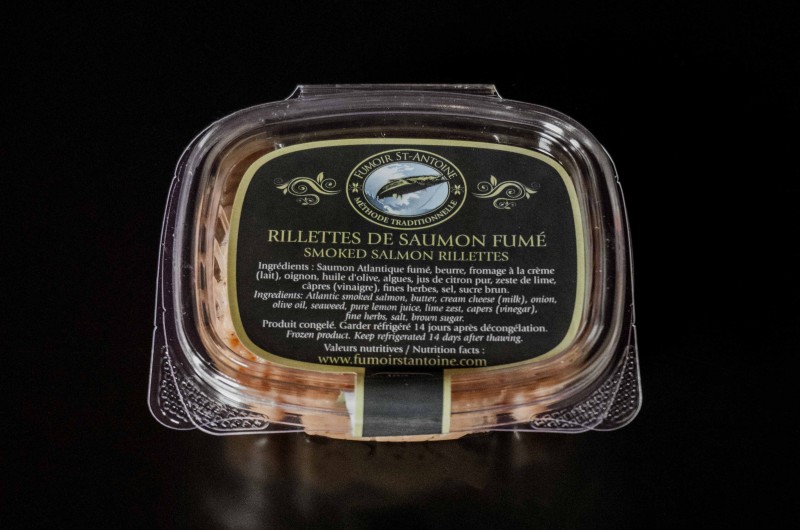 FUMOIR ST-ANTOINE
MÉTHODE TRADITIONNELLE
RILLETTES DE SAUMON FUMÉ
SMOKED SALMON RILLETTES
Ingrédients : Saumon Atlantique fumé, beurre, fromage à la crème
(lait), oignon, huile d'olive, algues, jus de citron pur, zeste de lime,
câpres (vinaigre), fines herbes, sel, sucre brun.
Ingredients: Atlantic smoked salmon, butter, cream cheese (milk), onion,
olive oil, seaweed, pure lemon juice, lime zest, capers (vinegar),
fine herbs, salt, brown sugar.
Produit congelé. Garder réfrigéré 14 jours après décongélation.
Frozen product. Keep refrigerated 14 days after thawing.
Valeurs nutritives / Nutrition facts :
www.fumoirstantoine.com